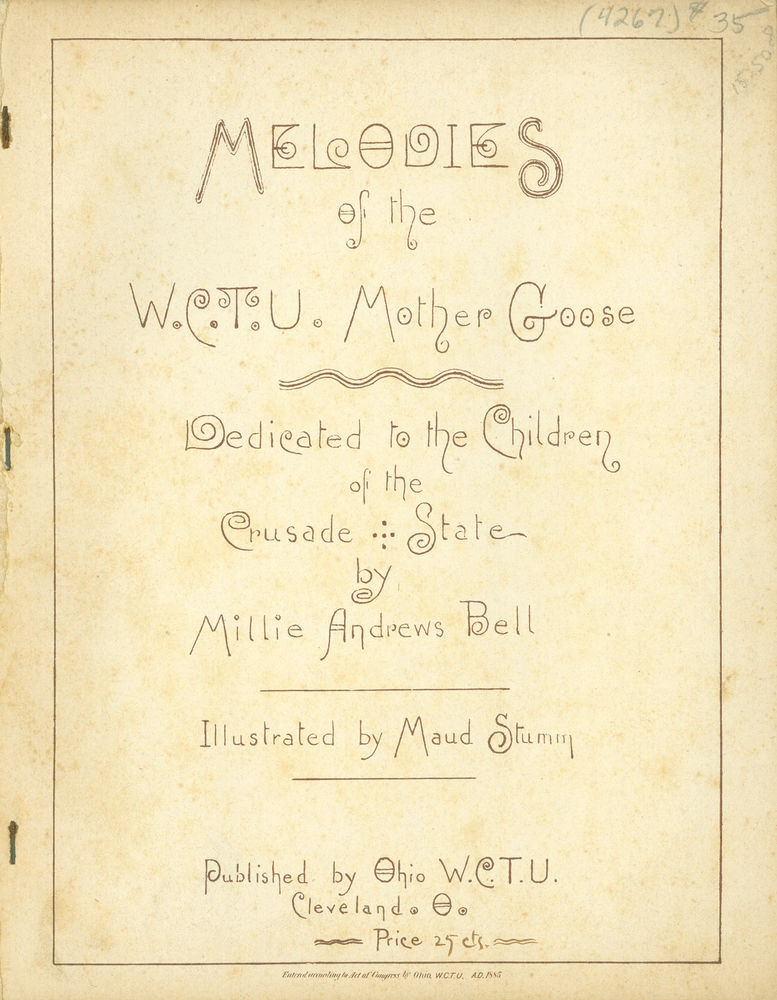 (4267) $ 35
15.50
MELODIES
of the
W.C.T.U. Mother Goose
Dedicated to the Children
of the
Crusade State
by
Millie Andrews Bell
Illustrated by Maud Stumm
Published by Ohio W.C.T.U.
Cleveland. O.
Price 25 cts.
Entered according to Act of Congress by Ohio W.C.T.U. A.D. 1885